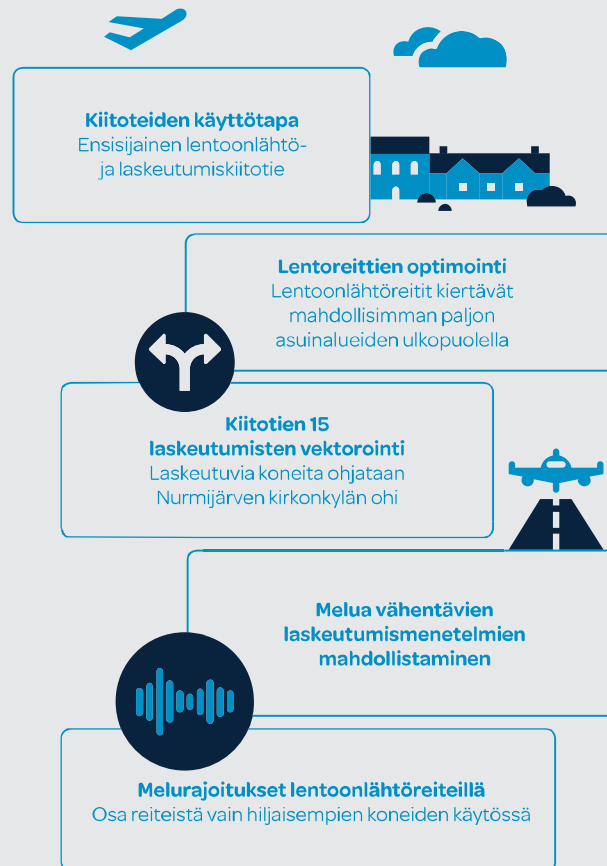 Kiitoteiden käyttötapa
Ensisijainen lentoonlähtö-
ja laskeutumiskiitotie
Lentoreittien optimointi
Lentoonlähtöreitit kiertävät
mahdollisimman paljon
asuinalueiden ulkopuolella
Kiitotien 15
laskeutumisten vektorointi
Laskeutuvia koneita ohjataan
Nurmijärven kirkonkylän ohi
Melua vähentävien
laskeutumismenetelmien
mahdollistaminen
Melurajoitukset lentoonlähtöreiteillä
Osa reiteistä vain hiljaisempien koneiden käytössä